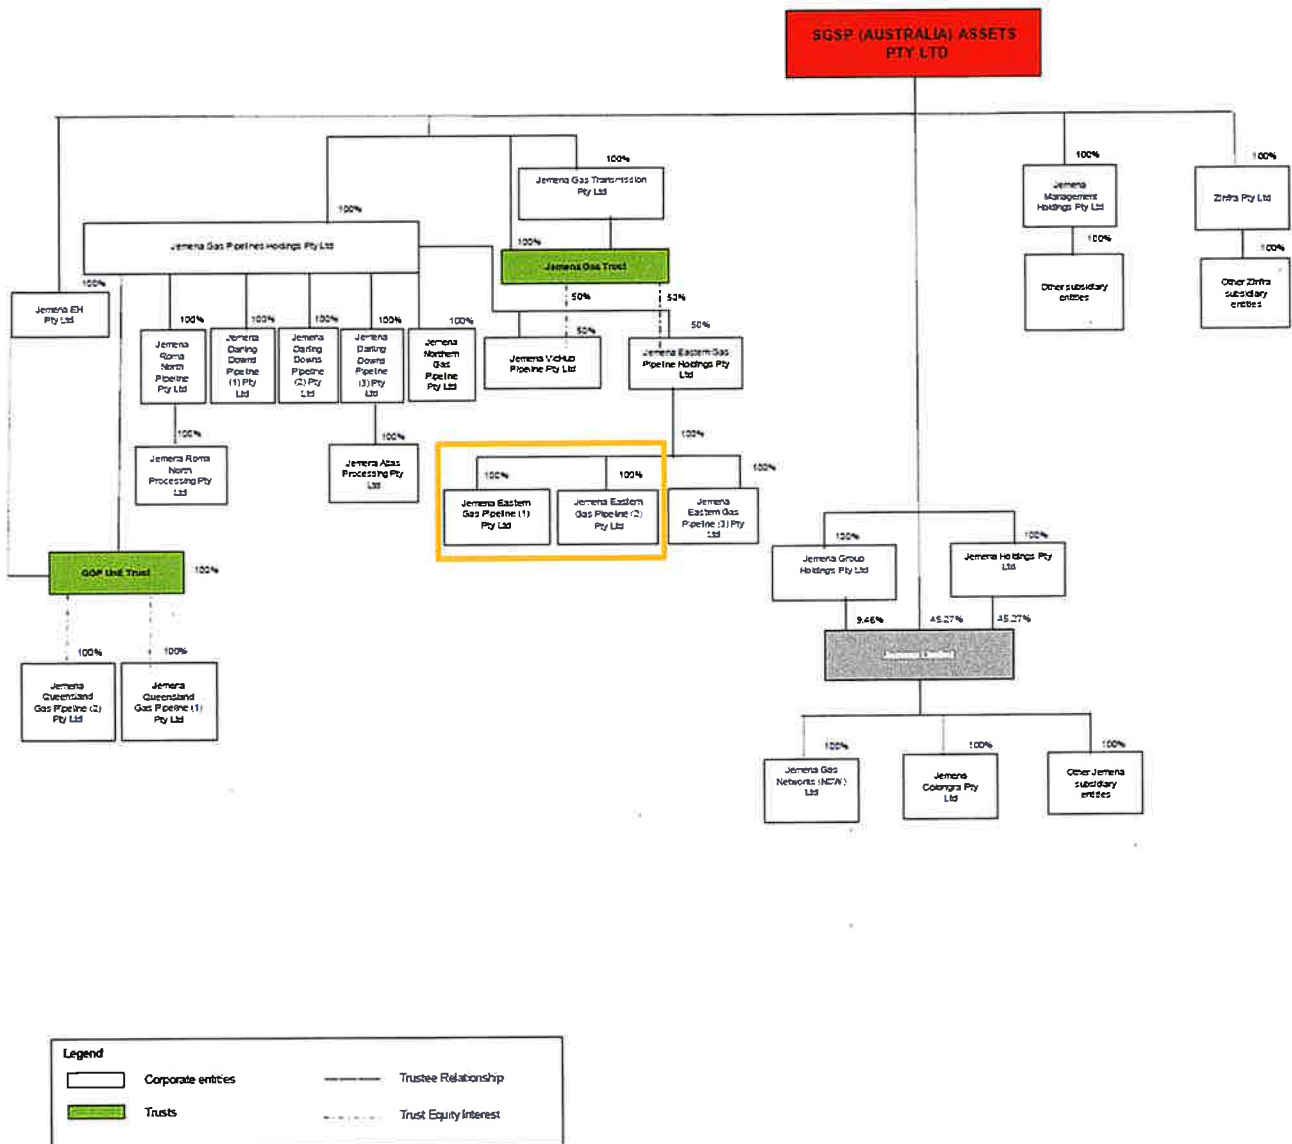 SGSP (AUSTRALIA) ASSETS
PTY LTD
100%
Jemena Gas Transmission
Pty Ltd
100%
Jemena
Management
Holdings Pty Ltd
100%
Zinfra Pty Ltd
100%
Jemena Gas Pipelines Holdings Pty Ltd
100%
Jemena Gas Trust
100%
Other subsidiary
entities
100%
Other Zinfra
subsidiary
entities
100%
Jemena EH
Pty Ltd
50%
50%
100%
Jemena
Roma
North
Pipeline
Pty Ltd
100%
Jemena
Darling
Downs
Pipeline
(1) Pty
Ltd
100%
Jemena
Darling
Downs
Pipeline
(2) Pty
Ltd
100%
Jemena
Darling
Downs
Pipeline
(3) Pty
Ltd
100%
Jemena
Northern
Gas
Pipeline
Pty Ltd
50%
Jemena VicHub
Pipeline Pty Ltd
50%
Jemena Eastern Gas
Pipeline Holdings Pty
Ltd
100%
Jemena Roma
North
Processing Pty
Ltd
100%
Jemena Atlas
Processing Pty
Ltd
100%
100%
Jemena Eastern
Gas Pipeline (1)
Pty Ltd
100%
Jemena Eastern
Gas Pipeline (2)
Pty Ltd
100%
Jemena
Eastern Gas
Pipeline (3) Pty
Ltd
100%
Jemena Group
Holdings Pty Ltd
100%
Jemena Holdings Pty
Ltd
Unit Trust
100%
9.46%
45.27%
45.27%
Jemena Limited
100%
Jemena
Queensland
Gas Pipeline (2)
Pty Ltd
100%
Jemena
Queensland
Gas Pipeline (1)
Pty Ltd
100%
Jemena Gas
Networks (NSW)
Ltd
100%
Jemena
Colongra Pty
Ltd
100%
Other Jemena
subsidiary
entities
Legend
Corporate entities
Trustee Relationship
Trusts
Trust Equity Interest